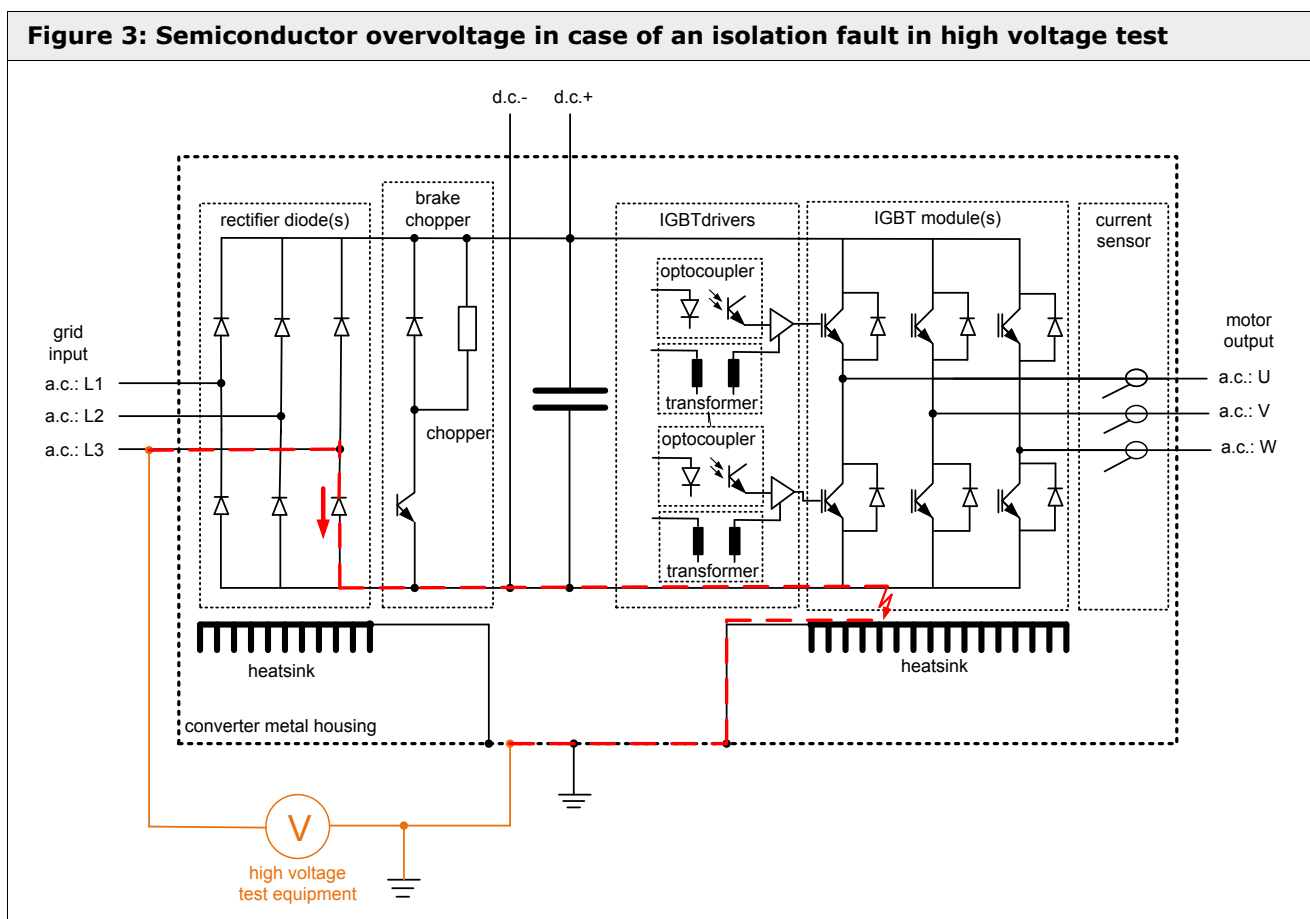 Figure 3: Semiconductor overvoltage in case of an isolation fault in high voltage test
d.c.- d.c.+
rectifier diode(s)
brake
chopper
IGBTdrivers
IGBT module(s)
current
sensor
optocoupler
grid
input
motor
output
a.c.: L1
a.c.: U
transformer
a.c.: L2
a.c.: V
chopper
optocoupler
a.c.: L3
a.c.: W
transformer
heatsink
heatsink
converter metal housing
V
high voltage
test equipment